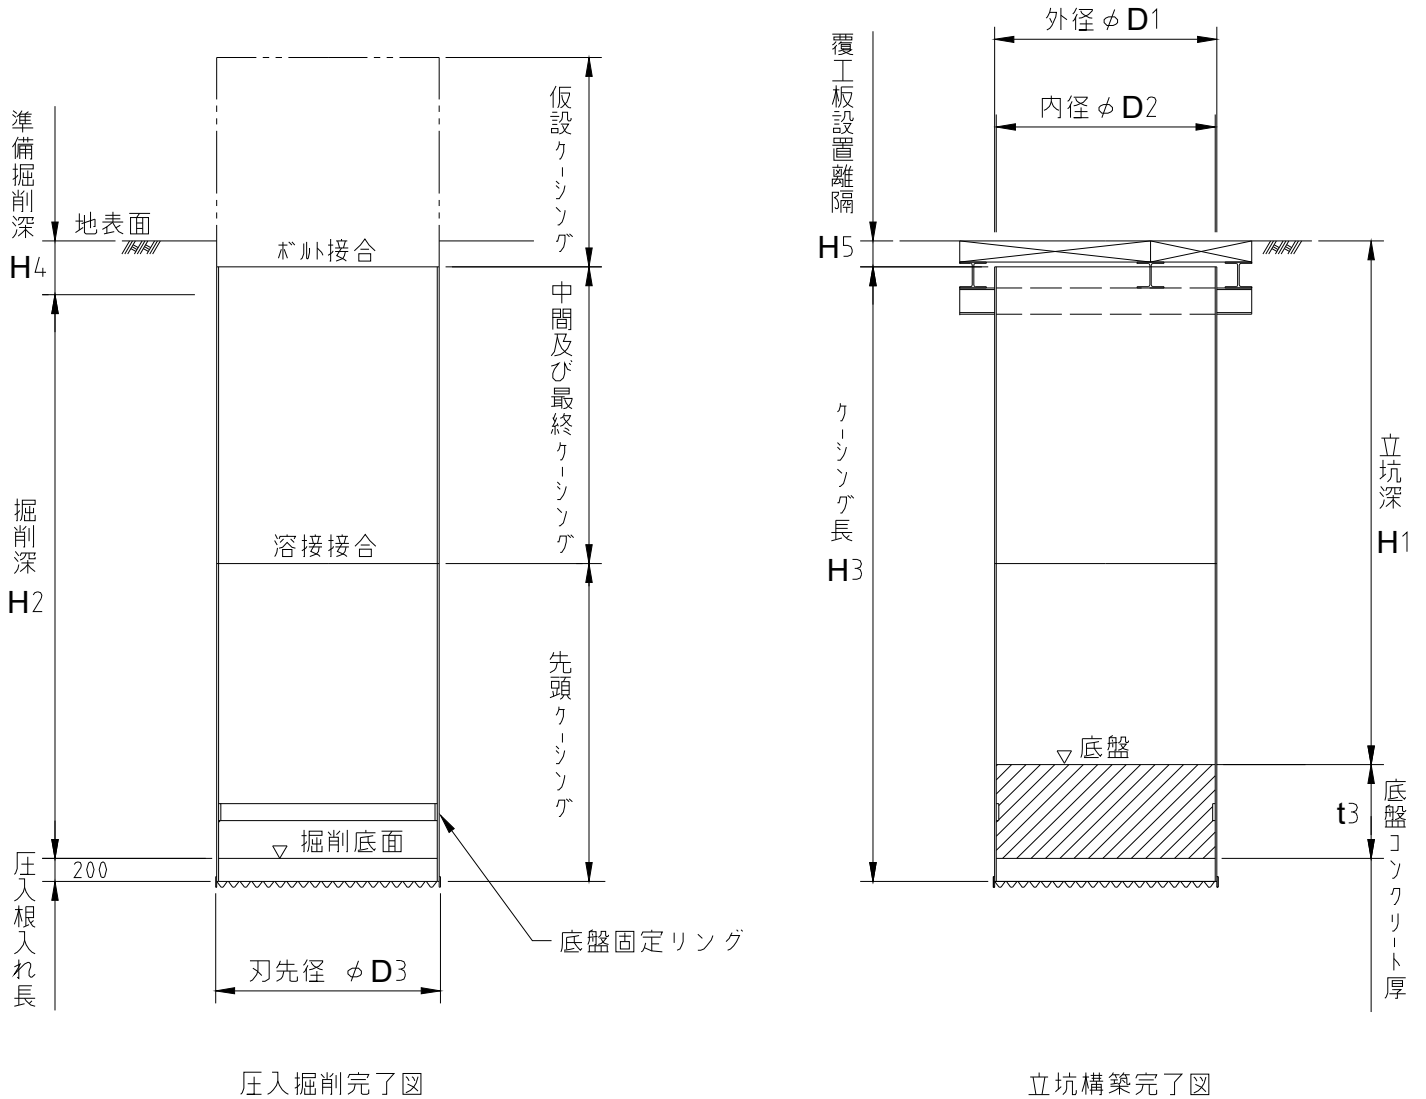 準備掘削深
H4
地表面
ボルト接合
仮設ケーシング
中間及び最終ケーシング
溶接接合
掘削深
H2
先頭ケーシング
掘削底面
200
圧入根入れ長
底盤固定リング
刃先径 φD3
圧入掘削完了図
外径φD1
内径φD2
覆工板設置離隔
H5
ケーシング長
H3
立坑深
H1
底盤
t3
底盤コンクリート厚
立坑構築完了図